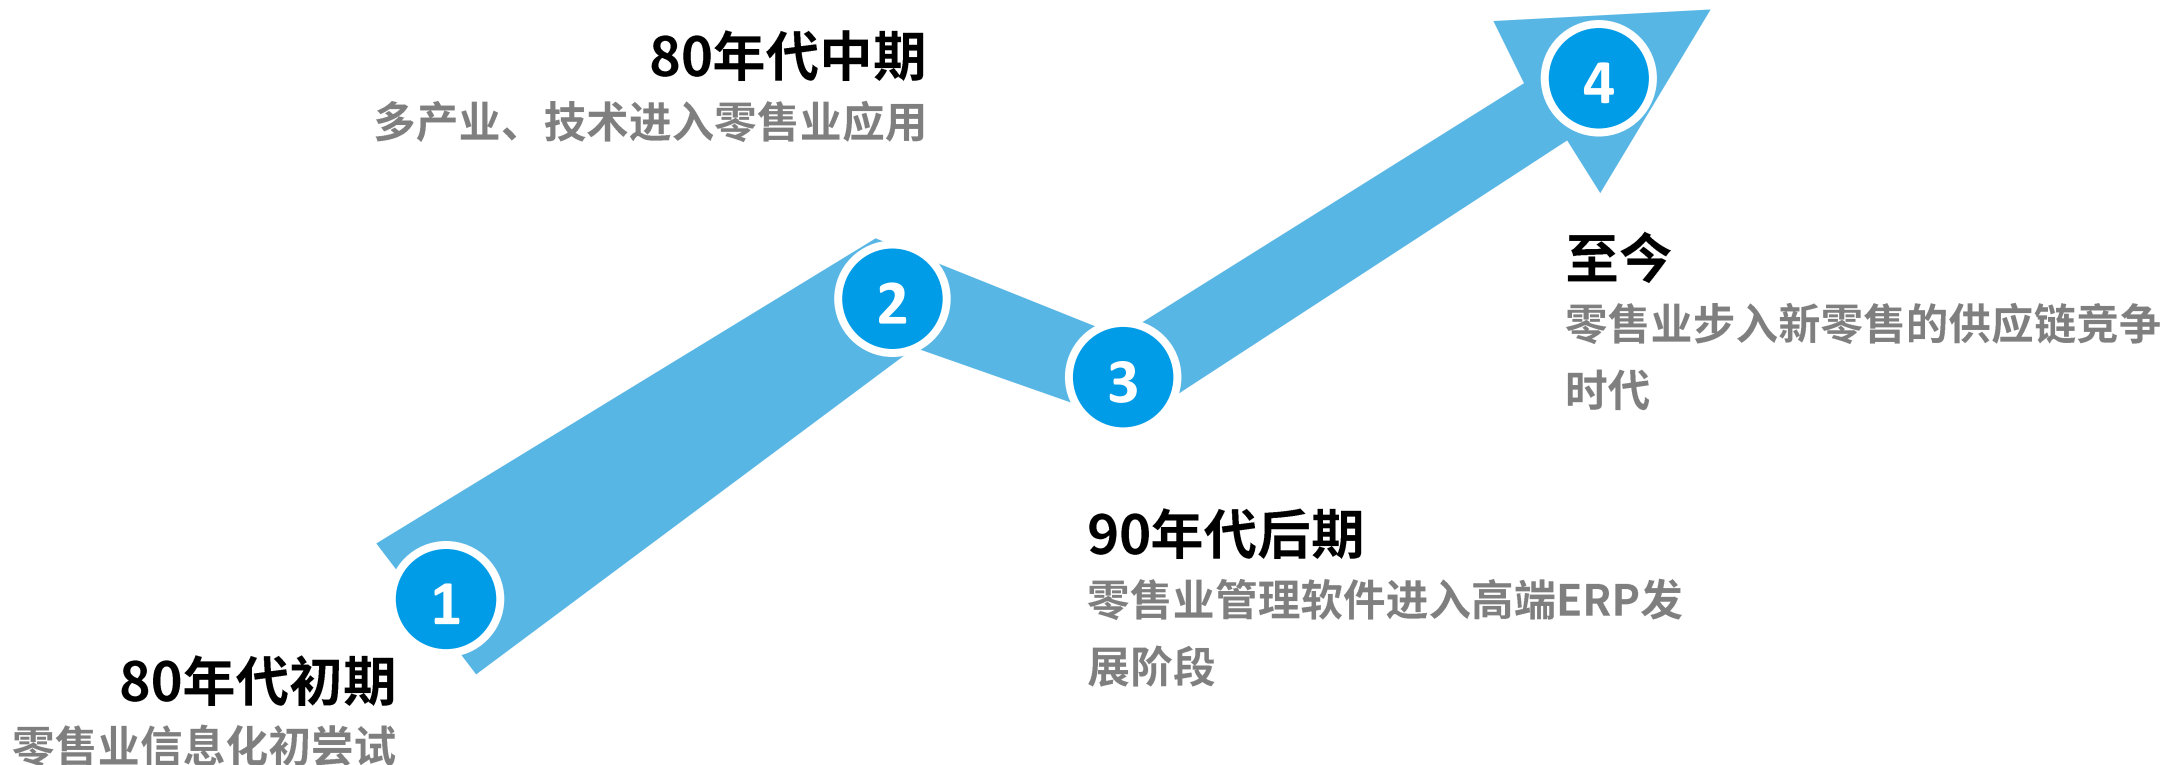 1
80年代初期
零售业信息化初尝试
80年代中期
多产业、技术进入零售业应用
2
3
90年代后期
零售业管理软件进入高端ERP发
展阶段
4
至今
零售业步入新零售的供应链竞争
时代